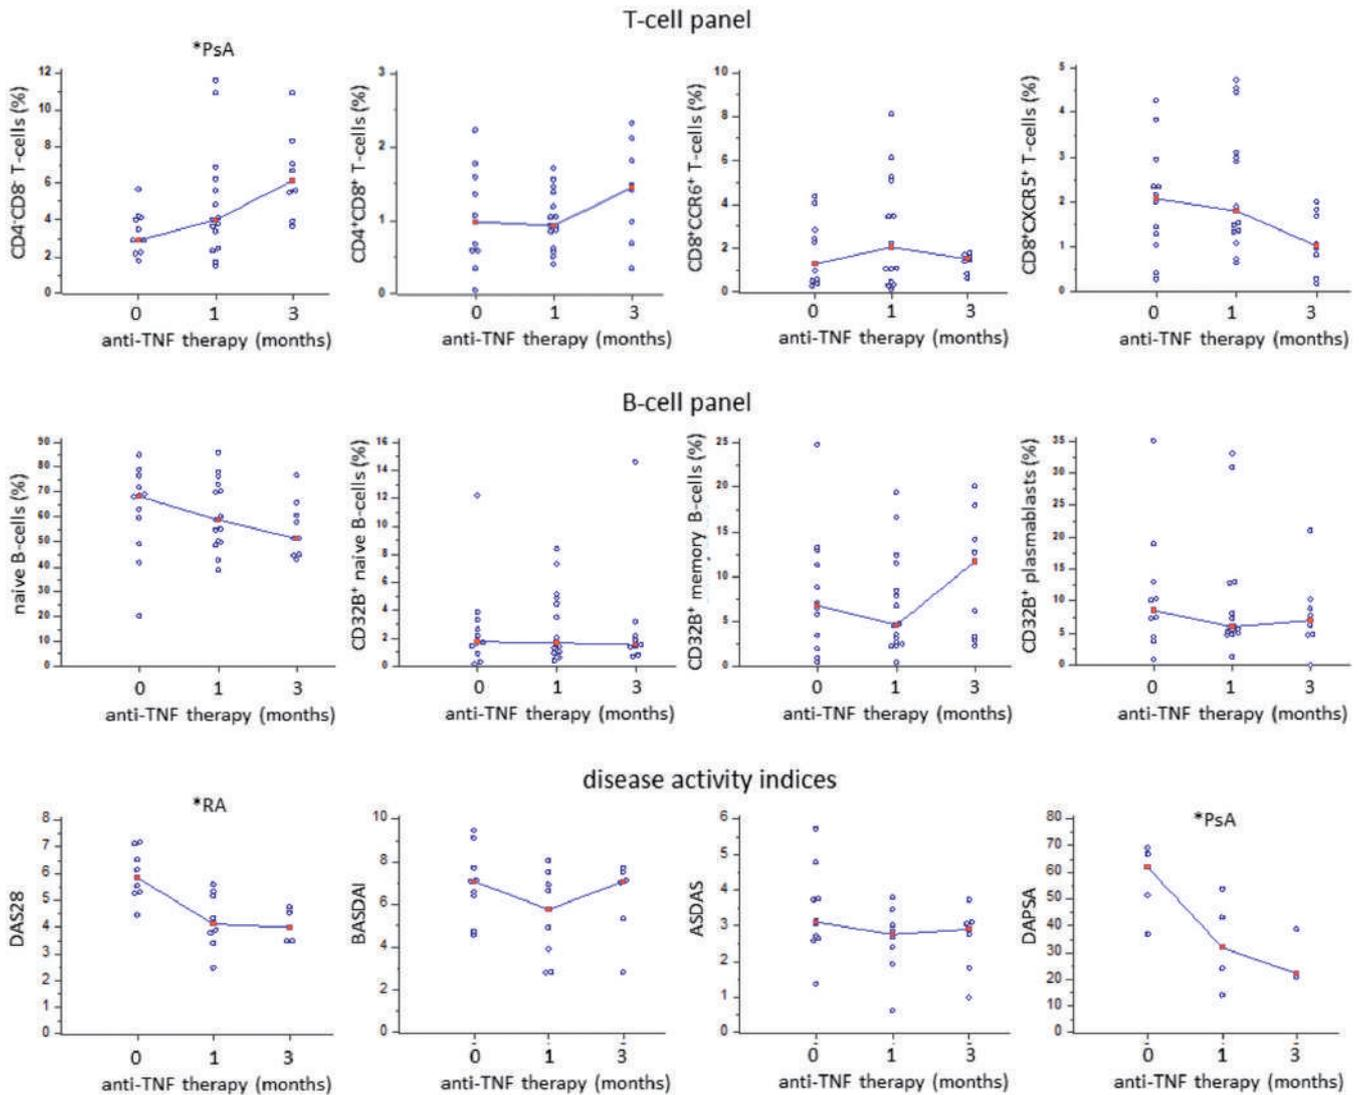 T-cell panel
*PsA
CD4⁻CD8⁻ T-cells (%)
12
10
8
6
4
2
0
0 1 3
anti-TNF therapy (months)
CD4⁺CD8⁺ T-cells (%)
3
2
1
0
0 1 3
anti-TNF therapy (months)
CD8⁺CCR6⁺ T-cells (%)
10
8
6
4
2
0
0 1 3
anti-TNF therapy (months)
CD8⁺CXCR5⁺ T-cells (%)
5
4
3
2
1
0
0 1 3
anti-TNF therapy (months)
B-cell panel
naive B-cells (%)
90
80
70
60
50
40
30
20
10
0
0 1 3
anti-TNF therapy (months)
CD32B⁺ naive B-cells (%)
16
14
12
10
8
6
4
2
0
0 1 3
anti-TNF therapy (months)
CD32B⁺ memory B-cells (%)
25
20
15
10
5
0
0 1 3
anti-TNF therapy (months)
CD32B⁺ plasmablasts (%)
35
30
25
20
15
10
5
0
0 1 3
anti-TNF therapy (months)
disease activity indices
*RA
DAS28
8
7
6
5
4
3
2
1
0
0 1 3
anti-TNF therapy (months)
BASDAI
10
8
6
4
2
0
0 1 3
anti-TNF therapy (months)
ASDAS
6
5
4
3
2
1
0
0 1 3
anti-TNF therapy (months)
*PsA
DAPSA
80
70
60
50
40
30
20
10
0
0 1 3
anti-TNF therapy (months)